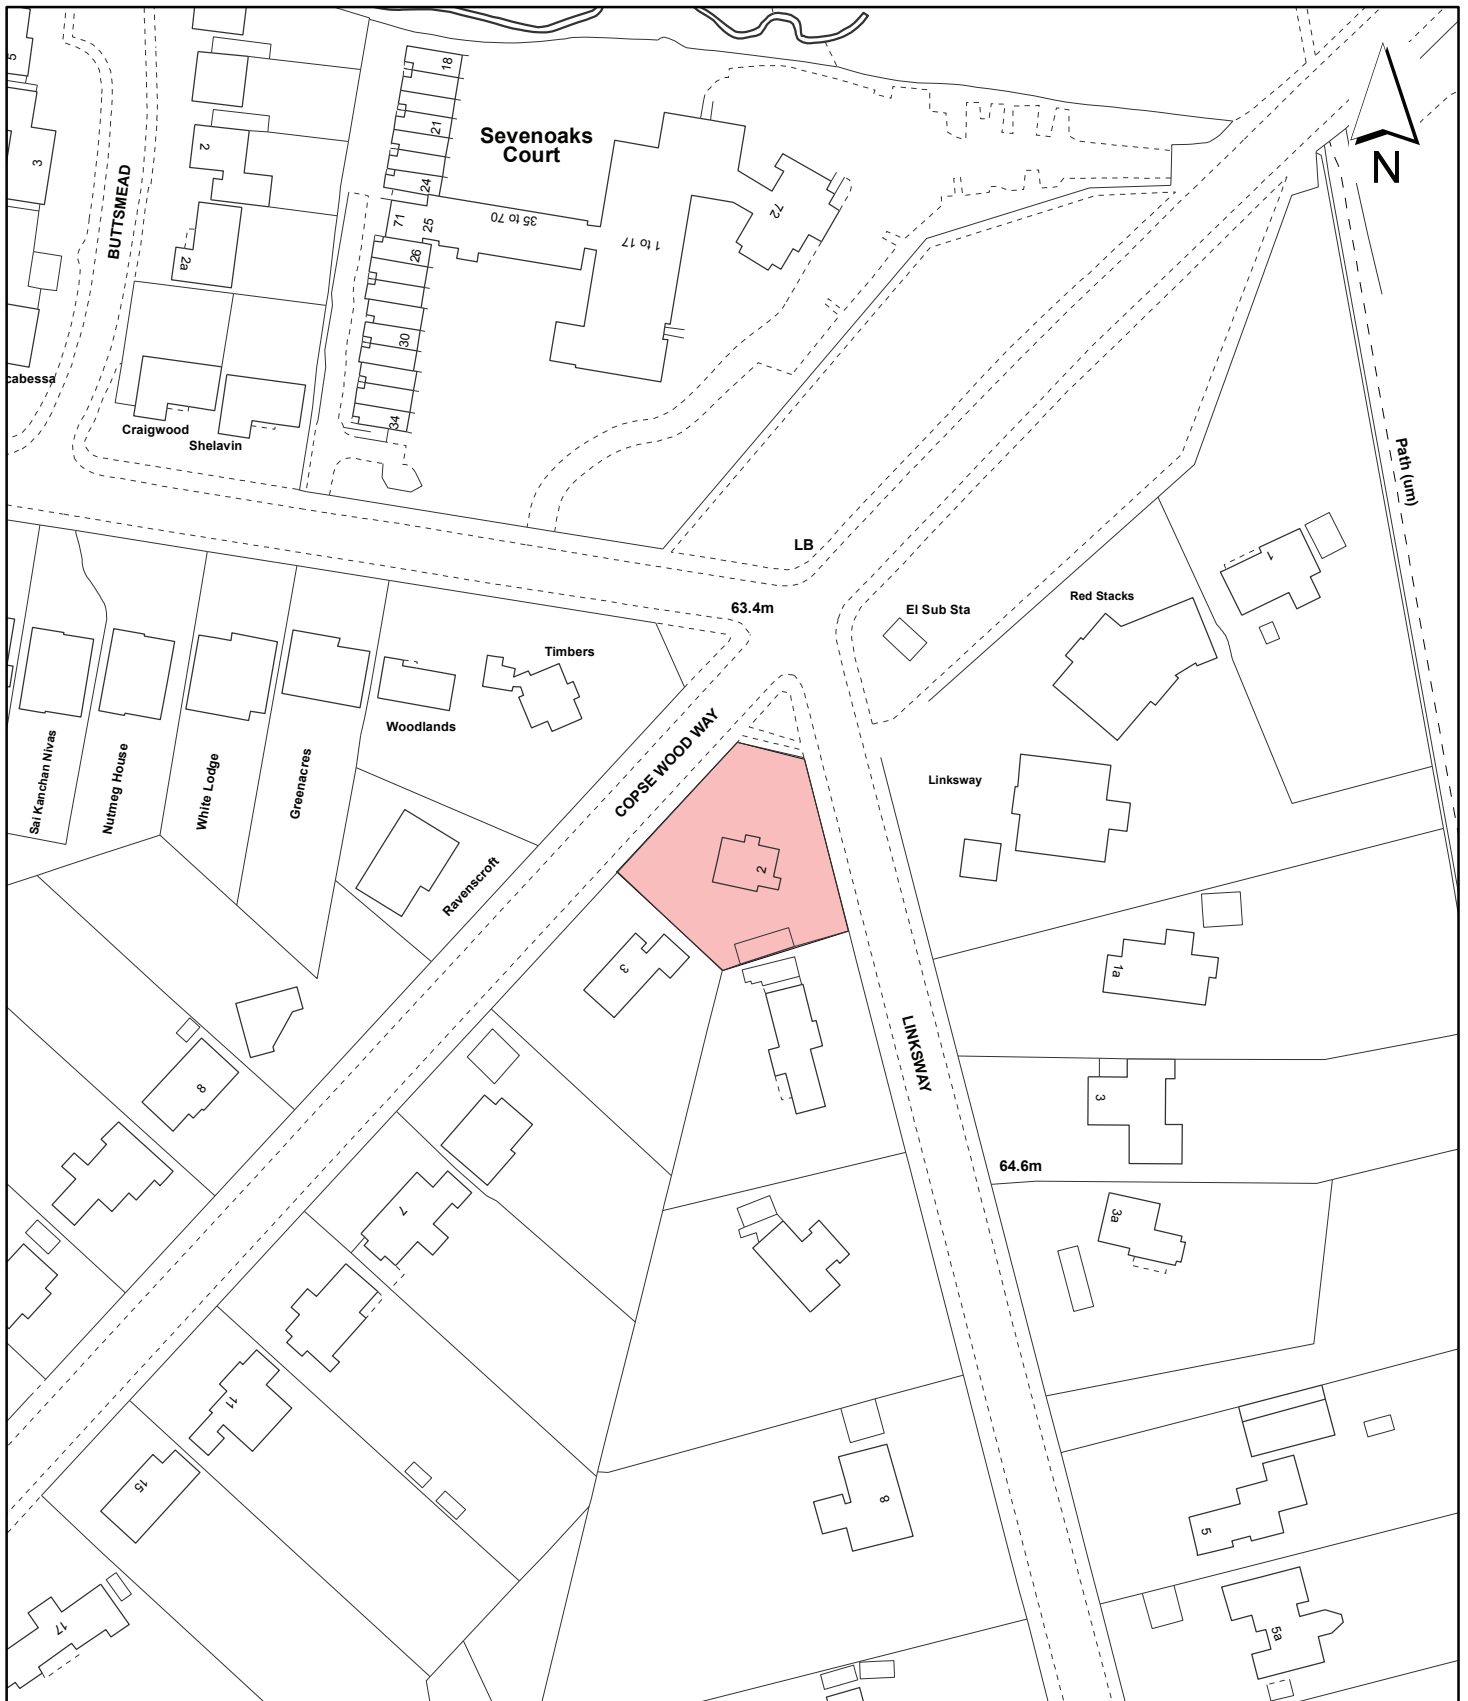 5
3
BUTTSMEAD
2
2a
18
21
24
71
25
26
30
34
35 to 70
1 to 17
72
Sevenoaks
Court
N
cabessa
Craigwood
Shelavin
Path (um)
LB
63.4m
El Sub Sta
Red Stacks
1
Timbers
Woodlands
Sai Kanchan Nivas
Nutmeg House
White Lodge
Greenacres
COPSE WOOD WAY
Ravenscroft
2
Linksway
3
1a
LINKSWAY
8
3
64.6m
7
3a
11
15
8
5
17
5a